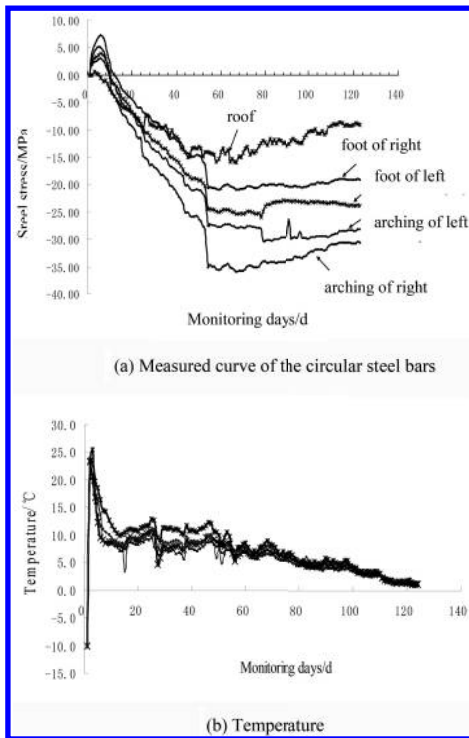 10.00
5.00
0.00
0 20 40 60 80 100 120 140
-5.00
-10.00
-15.00
-20.00
-25.00
-30.00
-35.00
-40.00
Sreel stress/MPa
roof
foot of right
foot of left
arching of left
arching of right
Monitoring days/d
(a) Measured curve of the circular steel bars
30.0
25.0
20.0
15.0
10.0
5.0
0.0
0 20 40 60 80 100 120 140
-5.0
-10.0
-15.0
Temperature/℃
Monitoring days/d
(b) Temperature